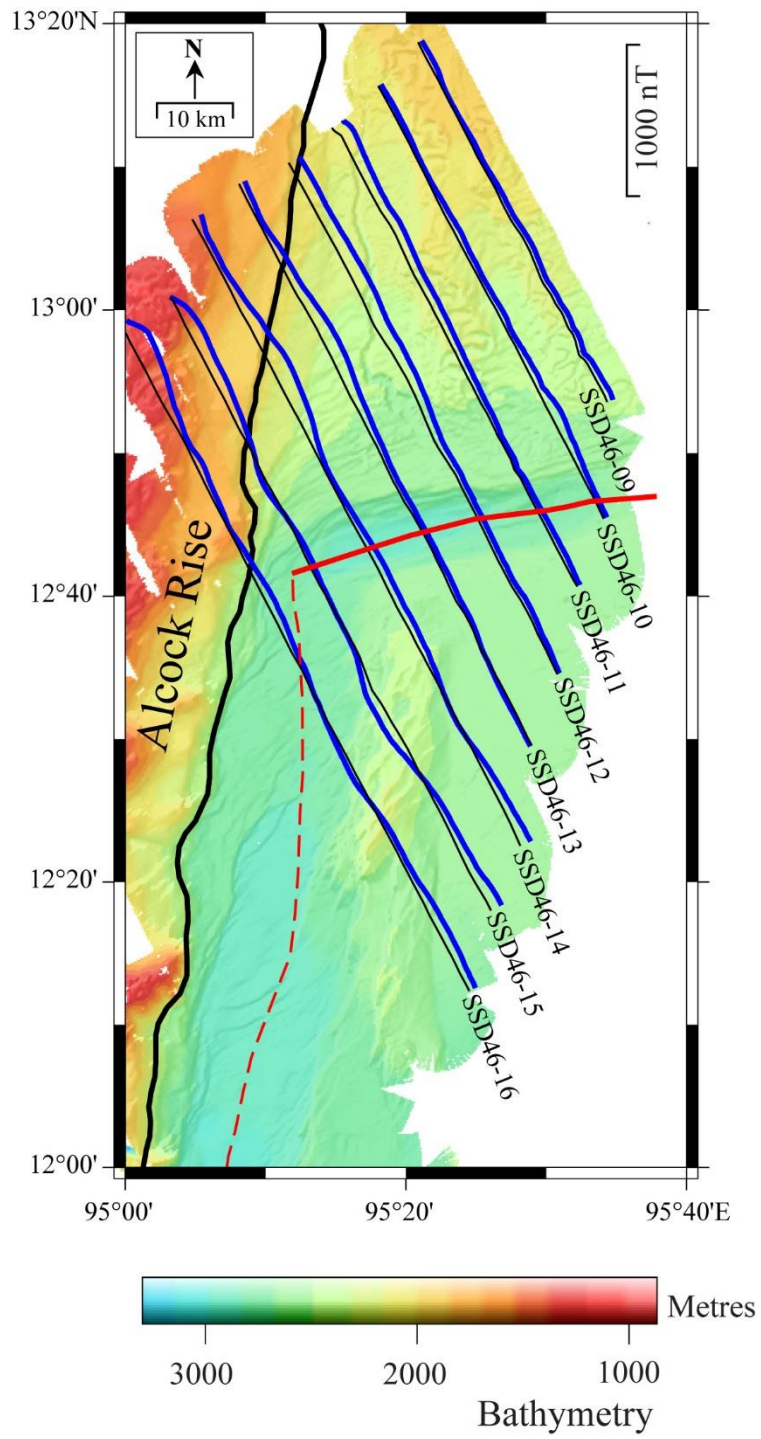 13°20'N
N
10 km
1000 nT
13°00'
SSD46-09
SSD46-10
12°40'
SSD46-11
Alcock Rise
SSD46-12
SSD46-13
SSD46-14
12°20'
SSD46-15
SSD46-16
12°00'
95°00' 95°20' 95°40'E
Metres
3000 2000 1000
Bathymetry